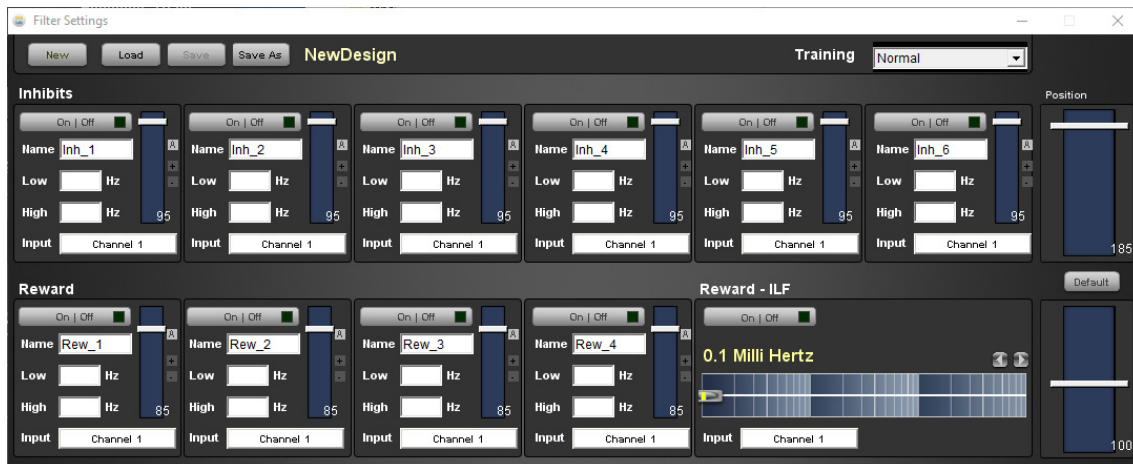 Filter Settings
New Load Save Save As NewDesign Training Normal
Inhibits Position
On | Off On | Off On | Off On | Off On | Off On | Off
Name Inh_1 A Name Inh_2 A Name Inh_3 A Name Inh_4 A Name Inh_5 A Name Inh_6 A
+ + + + + +
Low Hz - Low Hz - Low Hz - Low Hz - Low Hz - Low Hz -
High Hz 95 High Hz 95 High Hz 95 High Hz 95 High Hz 95 High Hz 95
Input Channel 1 Input Channel 1 Input Channel 1 Input Channel 1 Input Channel 1 Input Channel 1 185
Reward Reward - ILF Default
On | Off On | Off On | Off On | Off On | Off
Name Rew_1 A Name Rew_2 A Name Rew_3 A Name Rew_4 A 0.1 Milli Hertz
+ + + +
Low Hz - Low Hz - Low Hz - Low Hz -
High Hz 85 High Hz 85 High Hz 85 High Hz 85
Input Channel 1 Input Channel 1 Input Channel 1 Input Channel 1 Input Channel 1 100